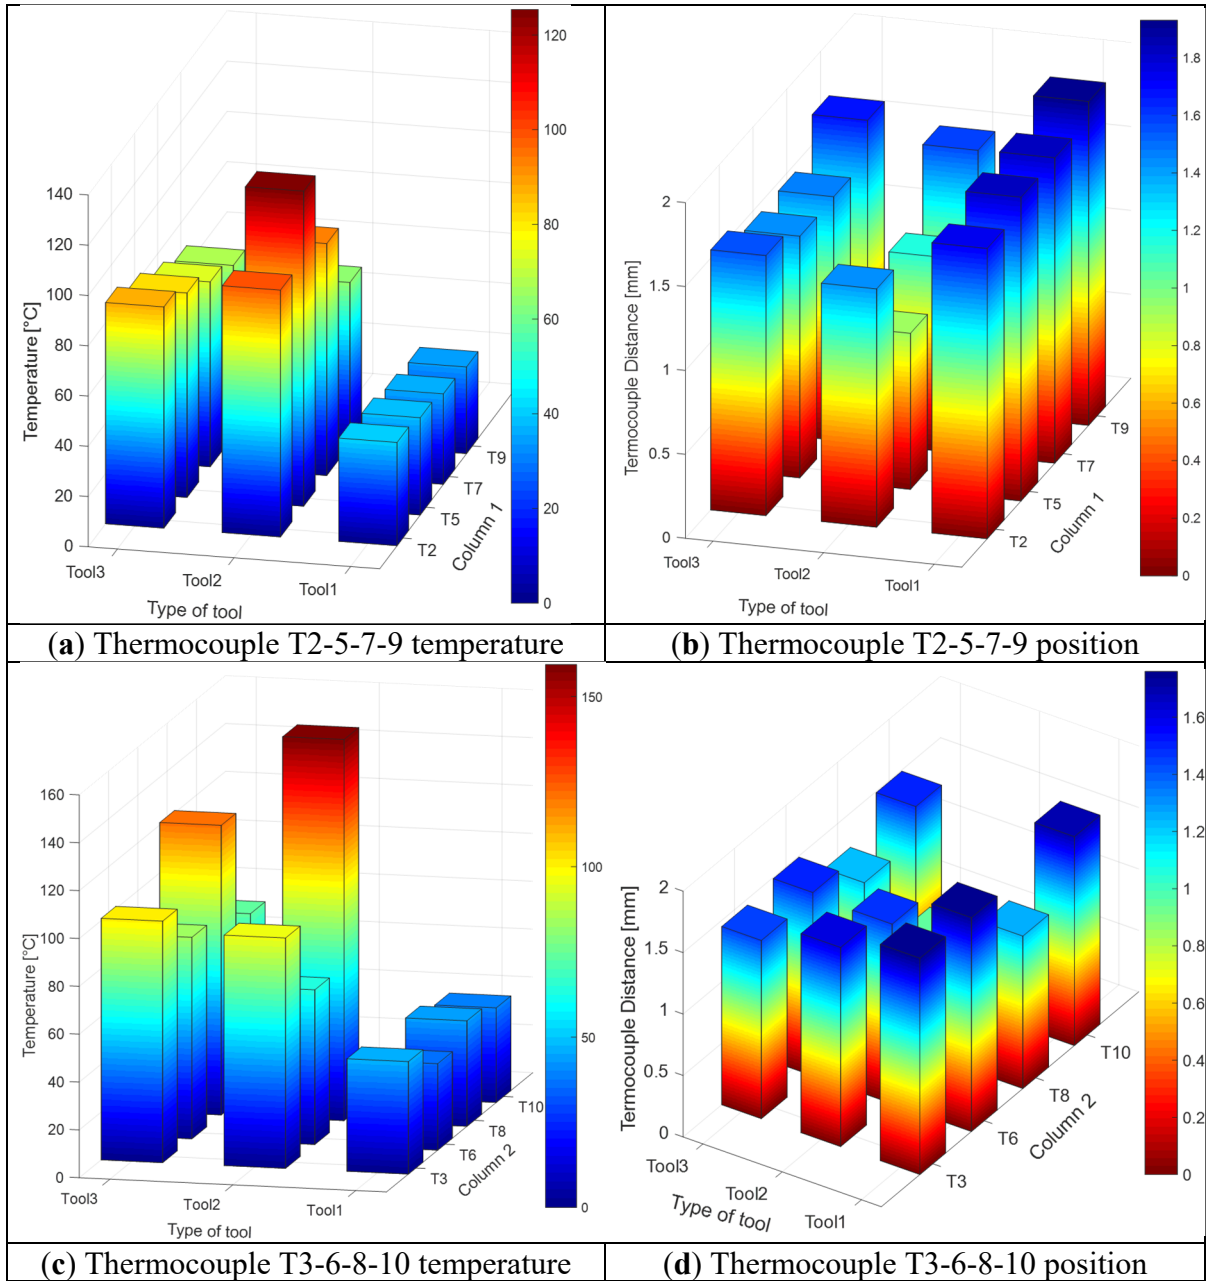 140
120
100
80
60
40
20
0
Temperature [°C]
Tool3
Tool2
Tool1
Type of tool
T2
T5
T7
T9
Column 1
120
100
80
60
40
20
0
2
1.5
1
0.5
0
Termocouple Distance [mm]
Tool3
Tool2
Tool1
Type of tool
T2
T5
T7
T9
Column 1
1.8
1.6
1.4
1.2
1
0.8
0.6
0.4
0.2
0
(a) Thermocouple T2-5-7-9 temperature
(b) Thermocouple T2-5-7-9 position
160
140
120
100
80
60
40
20
0
Temperature [°C]
Tool3
Tool2
Tool1
Type of tool
T3
T6
T8
T10
Column 2
150
100
50
0
2
1.5
1
0.5
0
Termocouple Distance [mm]
Tool3
Tool2
Tool1
Type of tool
T3
T6
T8
T10
Column 2
1.6
1.4
1.2
1
0.8
0.6
0.4
0.2
0
(c) Thermocouple T3-6-8-10 temperature
(d) Thermocouple T3-6-8-10 position